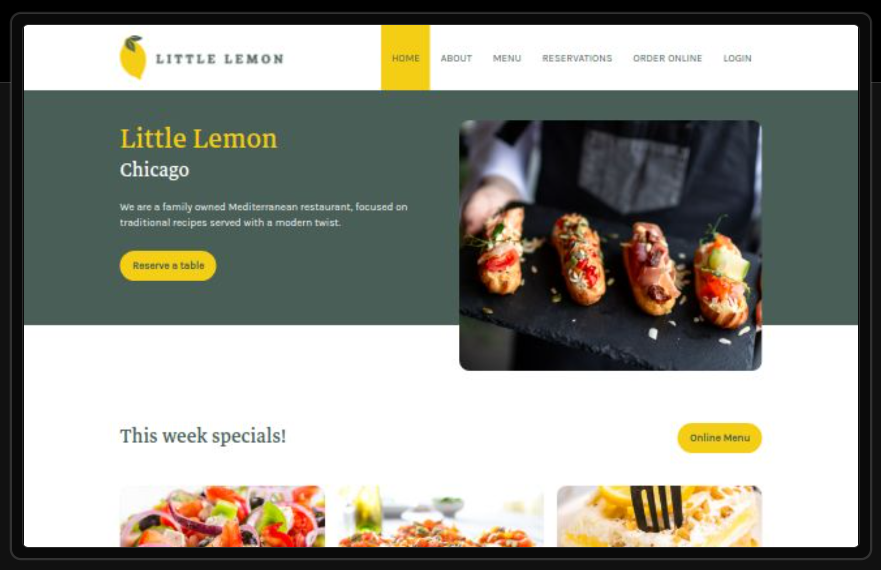 LITTLE LEMON
HOME ABOUT MENU RESERVATIONS ORDER ONLINE LOGIN
Little Lemon
Chicago
We are a family owned Mediterranean restaurant, focused on
traditional recipes served with a modern twist.
Reserve a table
This week specials!
Online Menu